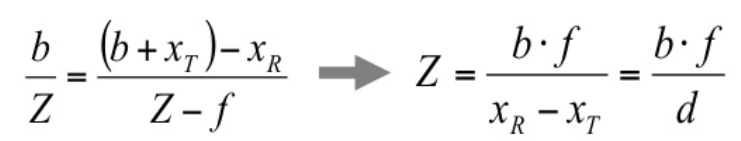 b/Z = ((b + x_T) − x_R)/(Z − f) → Z = (b · f)/(x_R − x_T) = (b · f)/d